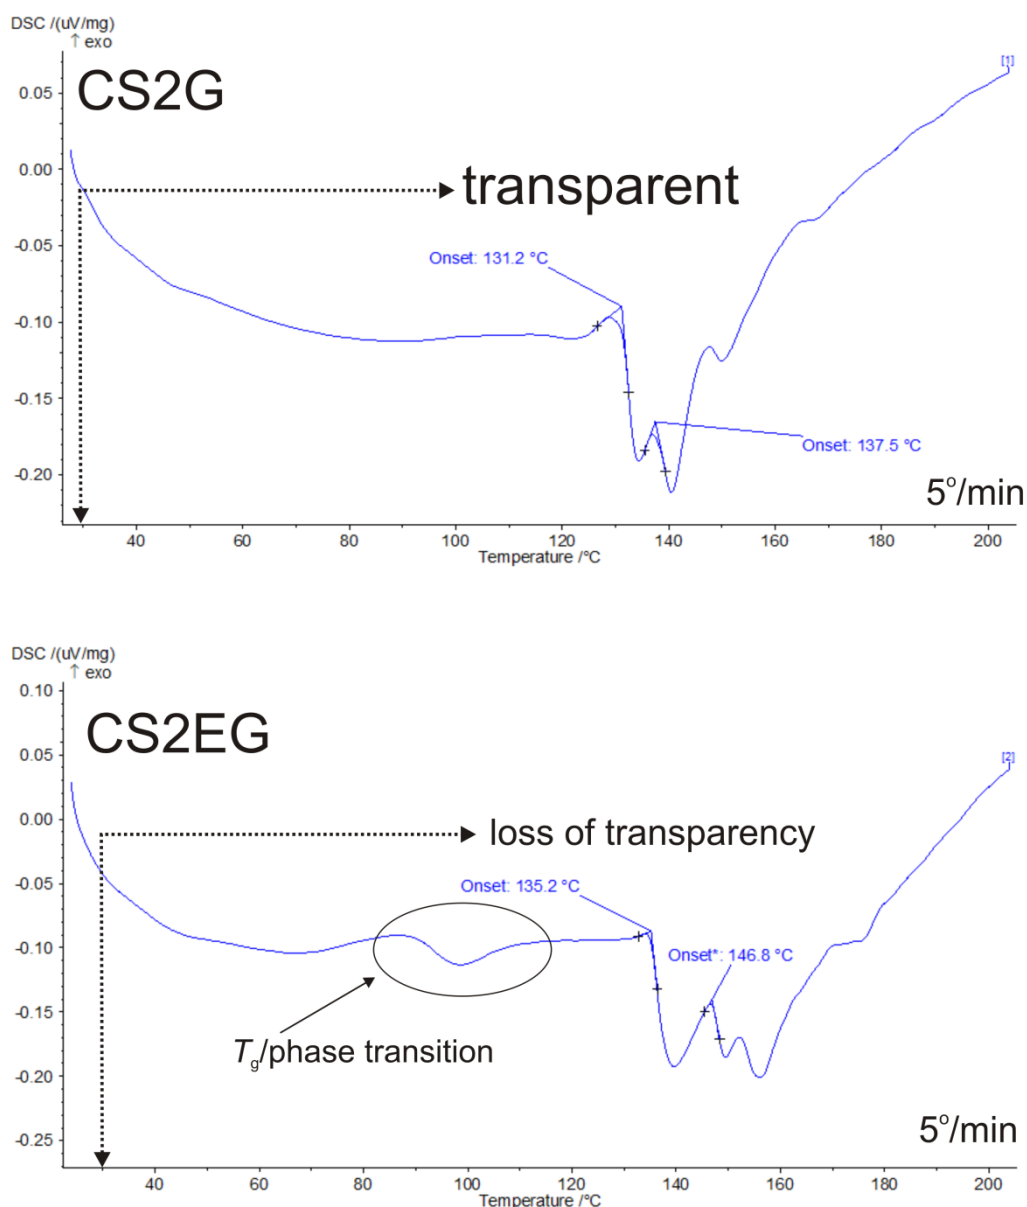 DSC /(uV/mg)
↑ exo
[1]
CS2G
0.05
0.00
transparent
-0.05
Onset: 131.2 °C
-0.10
-0.15
Onset: 137.5 °C
-0.20
5°/min
40 60 80 100 120 140 160 180 200
Temperature /°C
DSC /(uV/mg)
↑ exo
0.10
CS2EG
0.05
[2]
0.00
loss of transparency
-0.05
Onset: 135.2 °C
-0.10
Onset*: 146.8 °C
-0.15
Tg/phase transition
-0.20
5°/min
-0.25
40 60 80 100 120 140 160 180 200
Temperature /°C